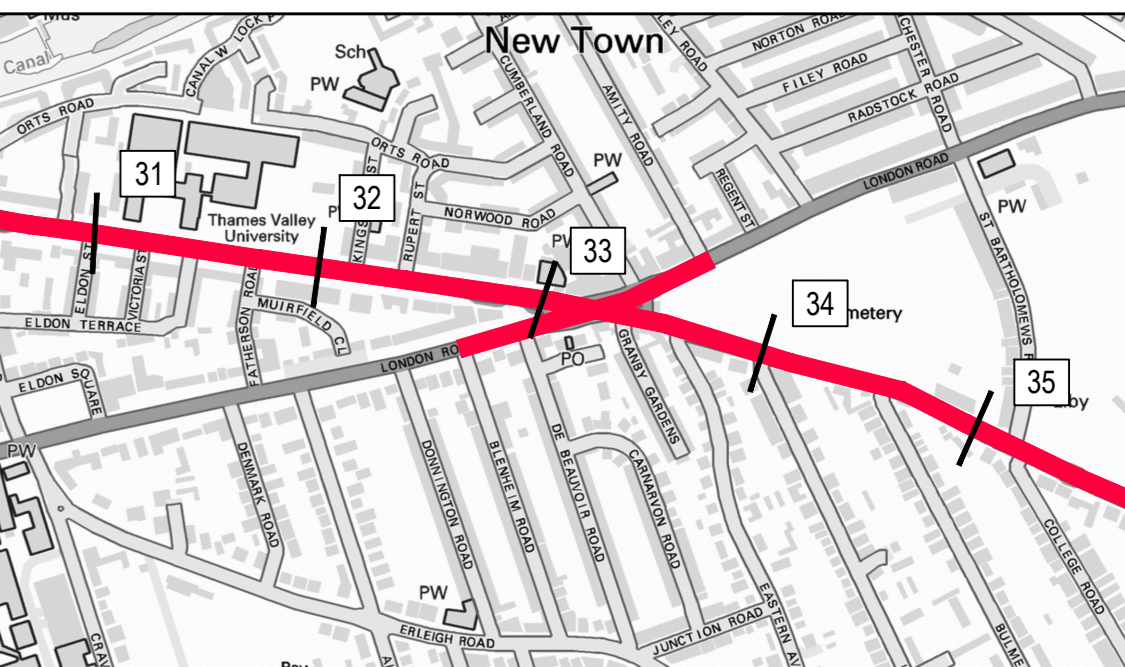 Mus
Canal
ORTS ROAD
CANAL W
LOCK
Sch
PW
New Town
CUMBERLAND ROAD
AMITY ROAD
LEY ROAD
NORTON ROAD
FILEY ROAD
RADSTOCK ROAD
CHESTER ROAD
LONDON ROAD
31
32
ORTS ROAD
PW
REGENT ST
PW
Thames Valley
University
KINGS
ST
RUPERT ST
NORWOOD ROAD
33
ST BARTHOLOMEWS R
ELDON ST
VICTORIA ST
FATHERSON ROAD
MUIRFIELD CL
34
metery
ELDON TERRACE
ELDON SQUARE
LONDON RO
PO
GRANBY GARDENS
35
PW
DENMARK ROAD
DONNINGTON ROAD
BLENHEIM ROAD
DE BEAUVOIR ROAD
CARNARVON ROAD
COLLEGE ROAD
PW
ERLEIGH ROAD
JUNCTION ROAD
EASTERN AV
BULM
CRAV